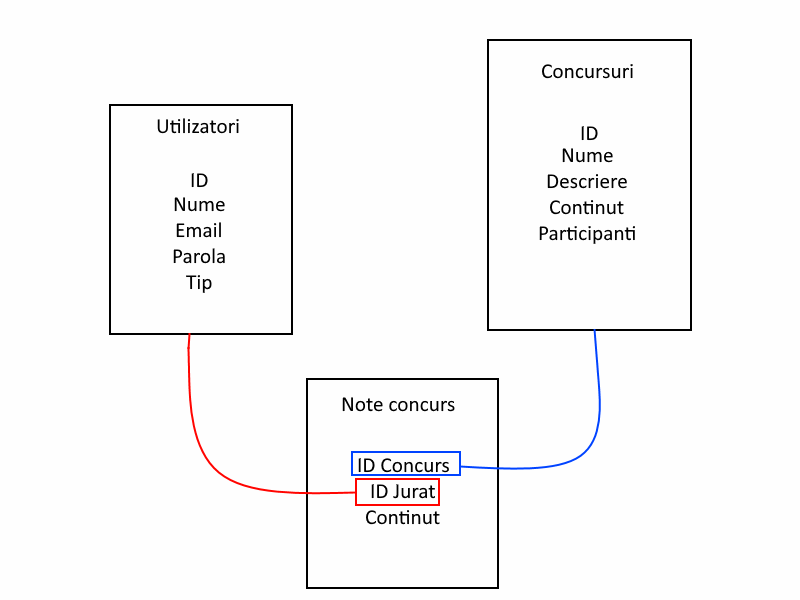 Utilizatori
ID
Nume
Email
Parola
Tip
Concursuri
ID
Nume
Descriere
Continut
Participanti
Note concurs
ID Concurs
ID Jurat
Continut